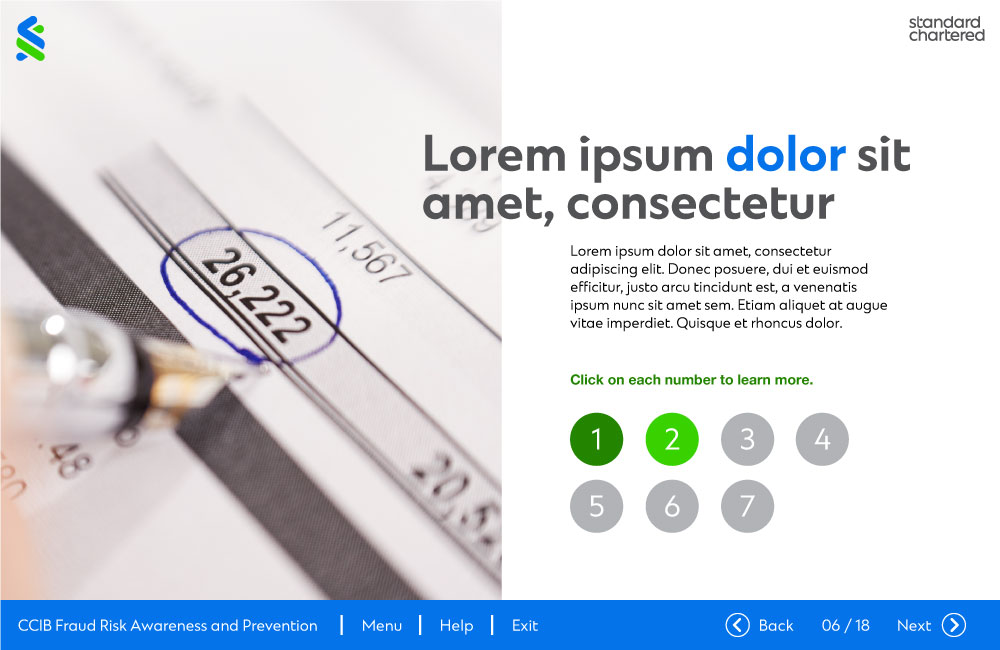 standard
chartered
Lorem ipsum dolor sit
amet, consectetur
11,567
26,222
Lorem ipsum dolor sit amet, consectetur
adipiscing elit. Donec posuere, dui et euismod
efficitur, justo arcu tincidunt est, a venenatis
ipsum nunc sit amet sem. Etiam aliquet at augue
vitae imperdiet. Quisque et rhoncus dolor.
Click on each number to learn more.
1 2 3 4
5 6 7
CCIB Fraud Risk Awareness and Prevention | Menu | Help | Exit Back 06 / 18 Next